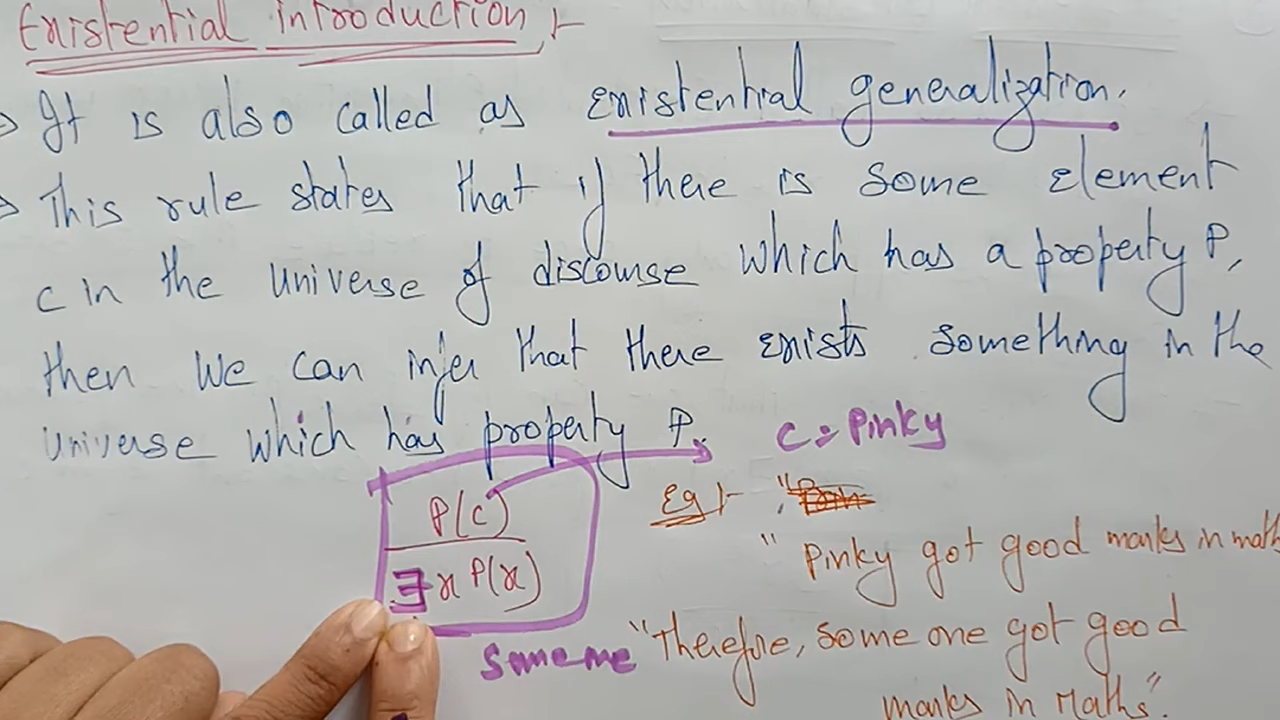 Existential introduction :-
→ It is also called as existential generalization.
→ This rule states that if there is some element
c in the universe of discourse which has a property P,
then we can infer that there exists something in the
universe which has property P.
c = Pinky
P(c)
∃x P(x)
Eg :-
"Pinky got good marks in math
someone
"Therefore, some one got good
marks in Maths".